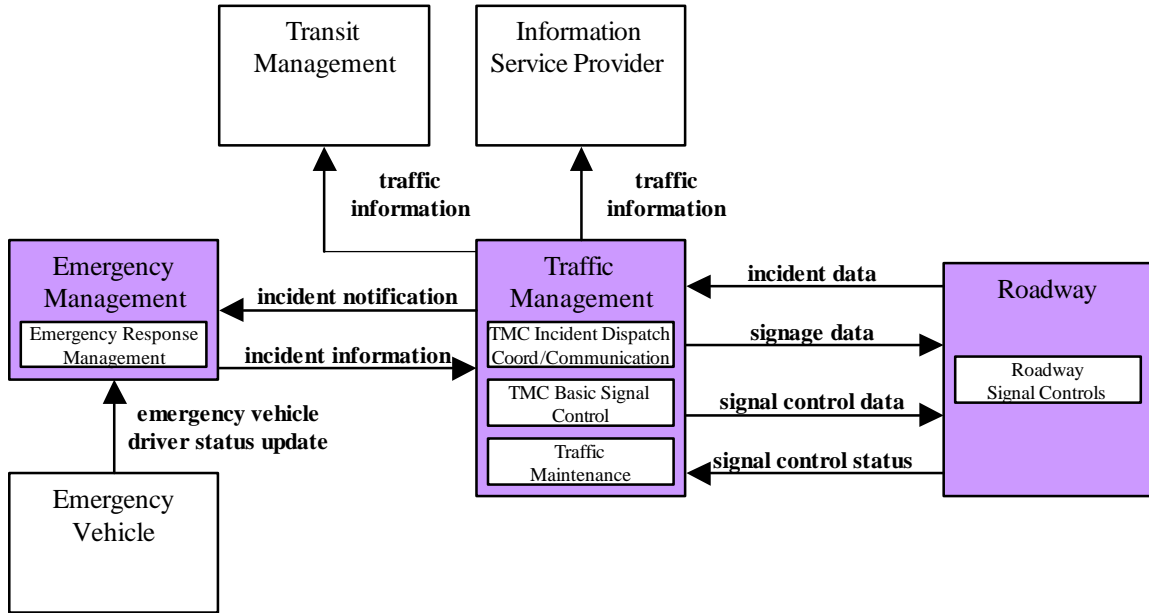 Transit
Management
Information
Service Provider
traffic
information
traffic
information
Emergency
Management
Emergency Response
Management
incident notification
incident information
Traffic
Management
TMC Incident Dispatch
Coord/Communication
TMC Basic Signal
Control
Traffic
Maintenance
incident data
signage data
signal control data
signal control status
Roadway
Roadway
Signal Controls
emergency vehicle
driver status update
Emergency
Vehicle